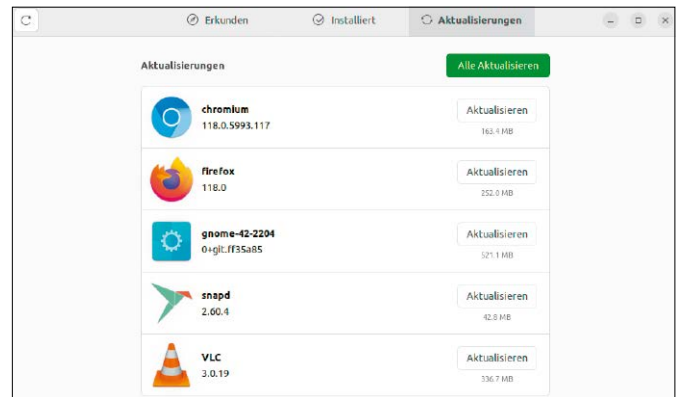 Erkunden
Installiert
Aktualisierungen
Aktualisierungen
Alle Aktualisieren
chromium
118.0.5993.117
Aktualisieren
163.4 MB
firefox
118.0
Aktualisieren
252.0 MB
gnome-42-2204
0+git.ff35a85
Aktualisieren
521.1 MB
snapd
2.60.4
Aktualisieren
42.8 MB
VLC
3.0.19
Aktualisieren
336.7 MB